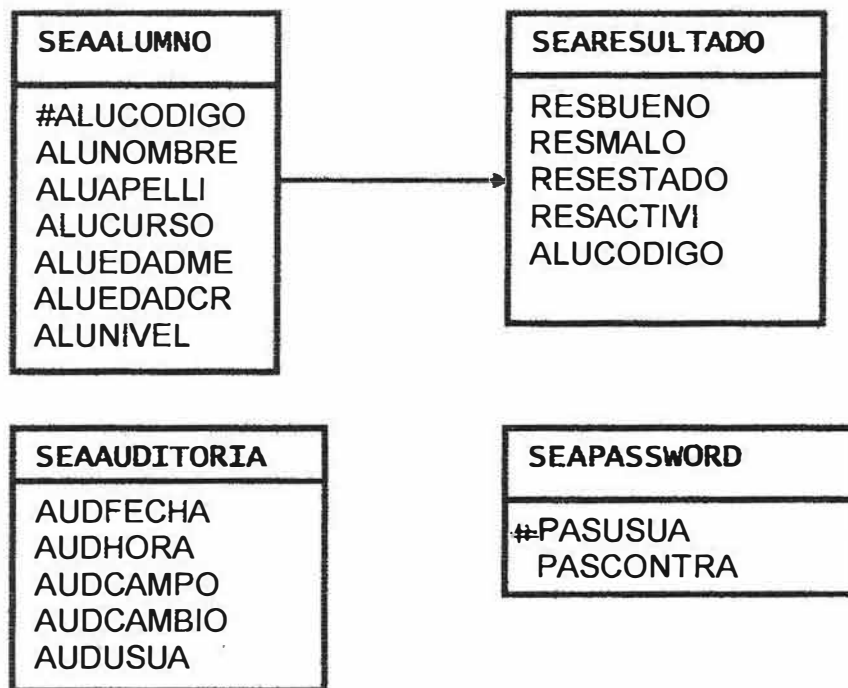 SEAALUMNO
#ALUCODIGO
ALUNOMBRE
ALUAPELLI
ALUCURSO
ALUEDADME
ALUEDADCR
ALUNIVEL
SEARESULTADO
RESBUENO
RESMALO
RESESTADO
RESACTIVI
ALUCODIGO
SEAAUDITORIA
AUDFECHA
AUDHORA
AUDCAMPO
AUDCAMBIO
AUDUSUA
SEAPASSWORD
#PASUSUA
PASCONTRA